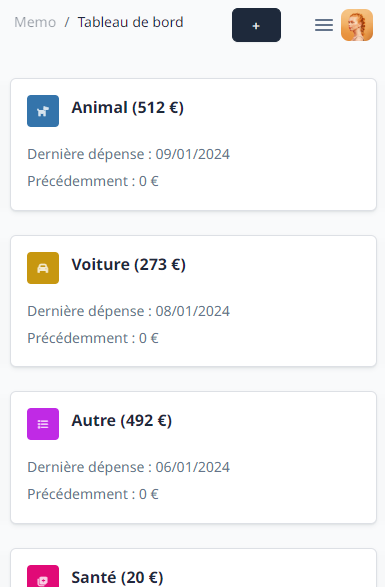 Memo / Tableau de bord
+
Animal (512 €)
Dernière dépense : 09/01/2024
Précédemment : 0 €
Voiture (273 €)
Dernière dépense : 08/01/2024
Précédemment : 0 €
Autre (492 €)
Dernière dépense : 06/01/2024
Précédemment : 0 €
Santé (20 €)